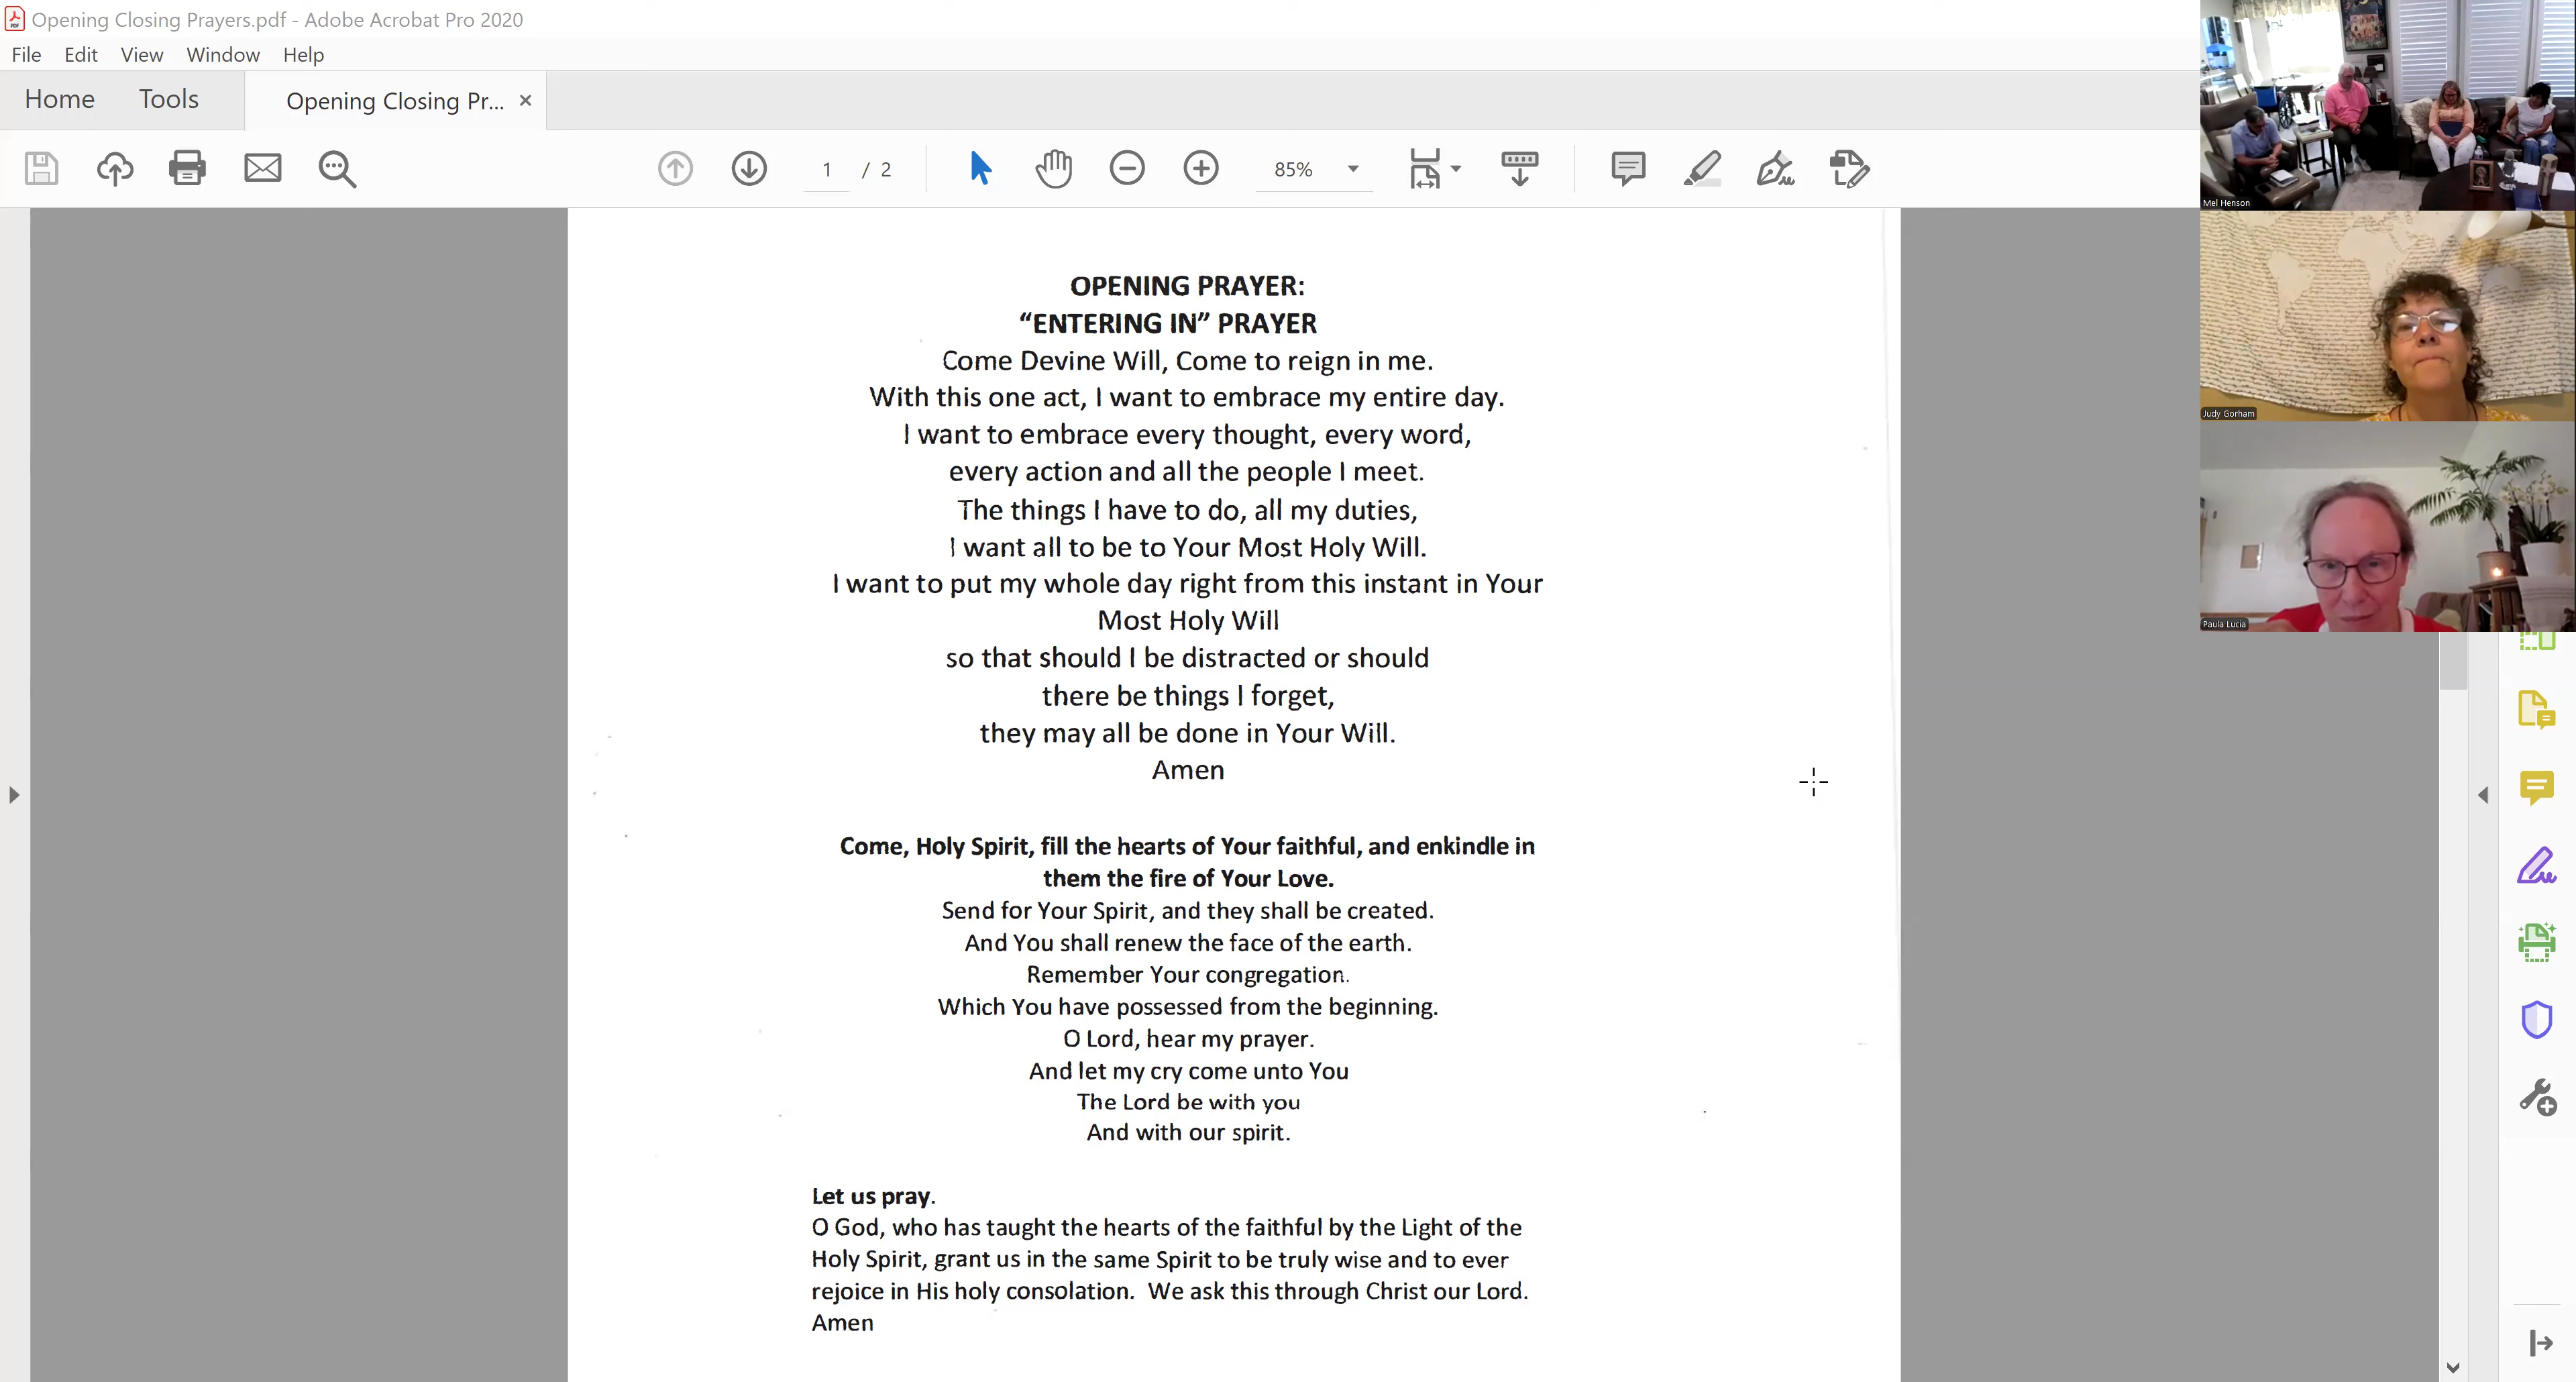 Opening Closing Prayers.pdf - Adobe Acrobat Pro 2020
File Edit View Window Help
Home Tools Opening Closing Pr... ×
1 / 2 85%
OPENING PRAYER:
“ENTERING IN” PRAYER
Come Devine Will, Come to reign in me.
With this one act, I want to embrace my entire day.
I want to embrace every thought, every word,
every action and all the people I meet.
The things I have to do, all my duties,
I want all to be to Your Most Holy Will.
I want to put my whole day right from this instant in Your
Most Holy Will
so that should I be distracted or should
there be things I forget,
they may all be done in Your Will.
Amen
Come, Holy Spirit, fill the hearts of Your faithful, and enkindle in
them the fire of Your Love.
Send for Your Spirit, and they shall be created.
And You shall renew the face of the earth.
Remember Your congregation.
Which You have possessed from the beginning.
O Lord, hear my prayer.
And let my cry come unto You
The Lord be with you
And with our spirit.
Let us pray.
O God, who has taught the hearts of the faithful by the Light of the
Holy Spirit, grant us in the same Spirit to be truly wise and to ever
rejoice in His holy consolation. We ask this through Christ our Lord.
Amen
Mel Henson
Judy Gorham
Paula Lucia